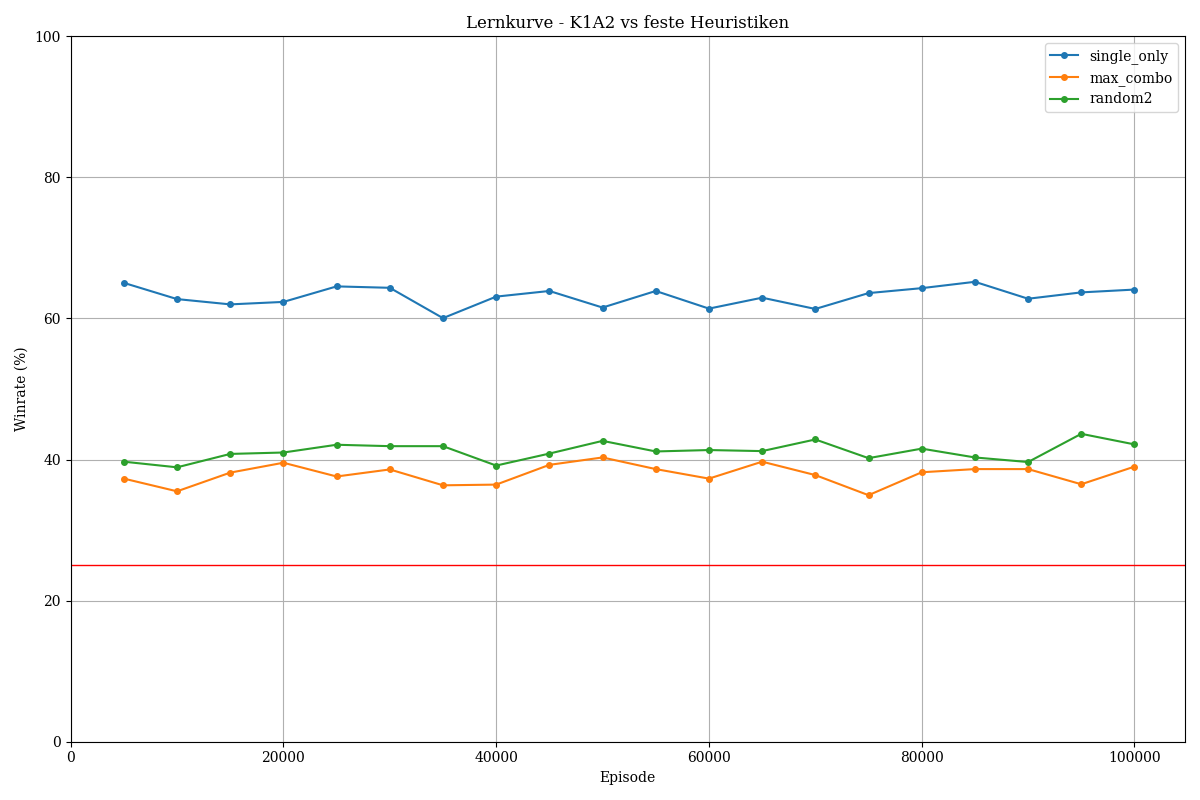 Lernkurve - K1A2 vs feste Heuristiken
100
80
60
40
20
0
Winrate (%)
single_only
max_combo
random2
0 20000 40000 60000 80000 100000
Episode